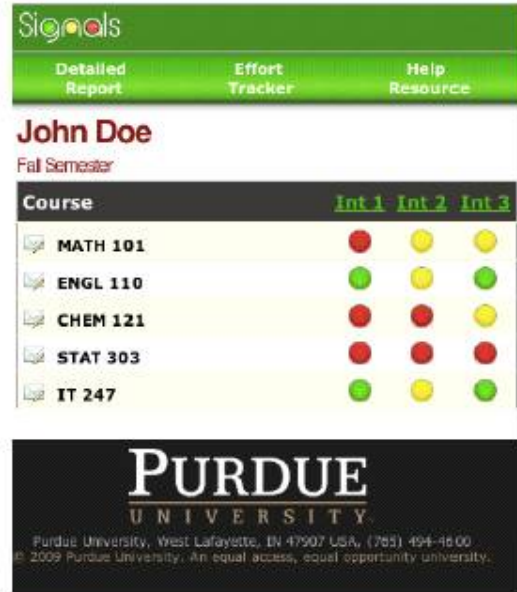 Signals
Detailed Report
Effort Tracker
Help Resource
John Doe
Fall Semester
Course Int 1 Int 2 Int 3
MATH 101
ENGL 110
CHEM 121
STAT 303
IT 247
PURDUE
UNIVERSITY
Purdue University, West Lafayette, IN 47907 USA, (765) 494-4600
© 2009 Purdue University. An equal access, equal opportunity university.